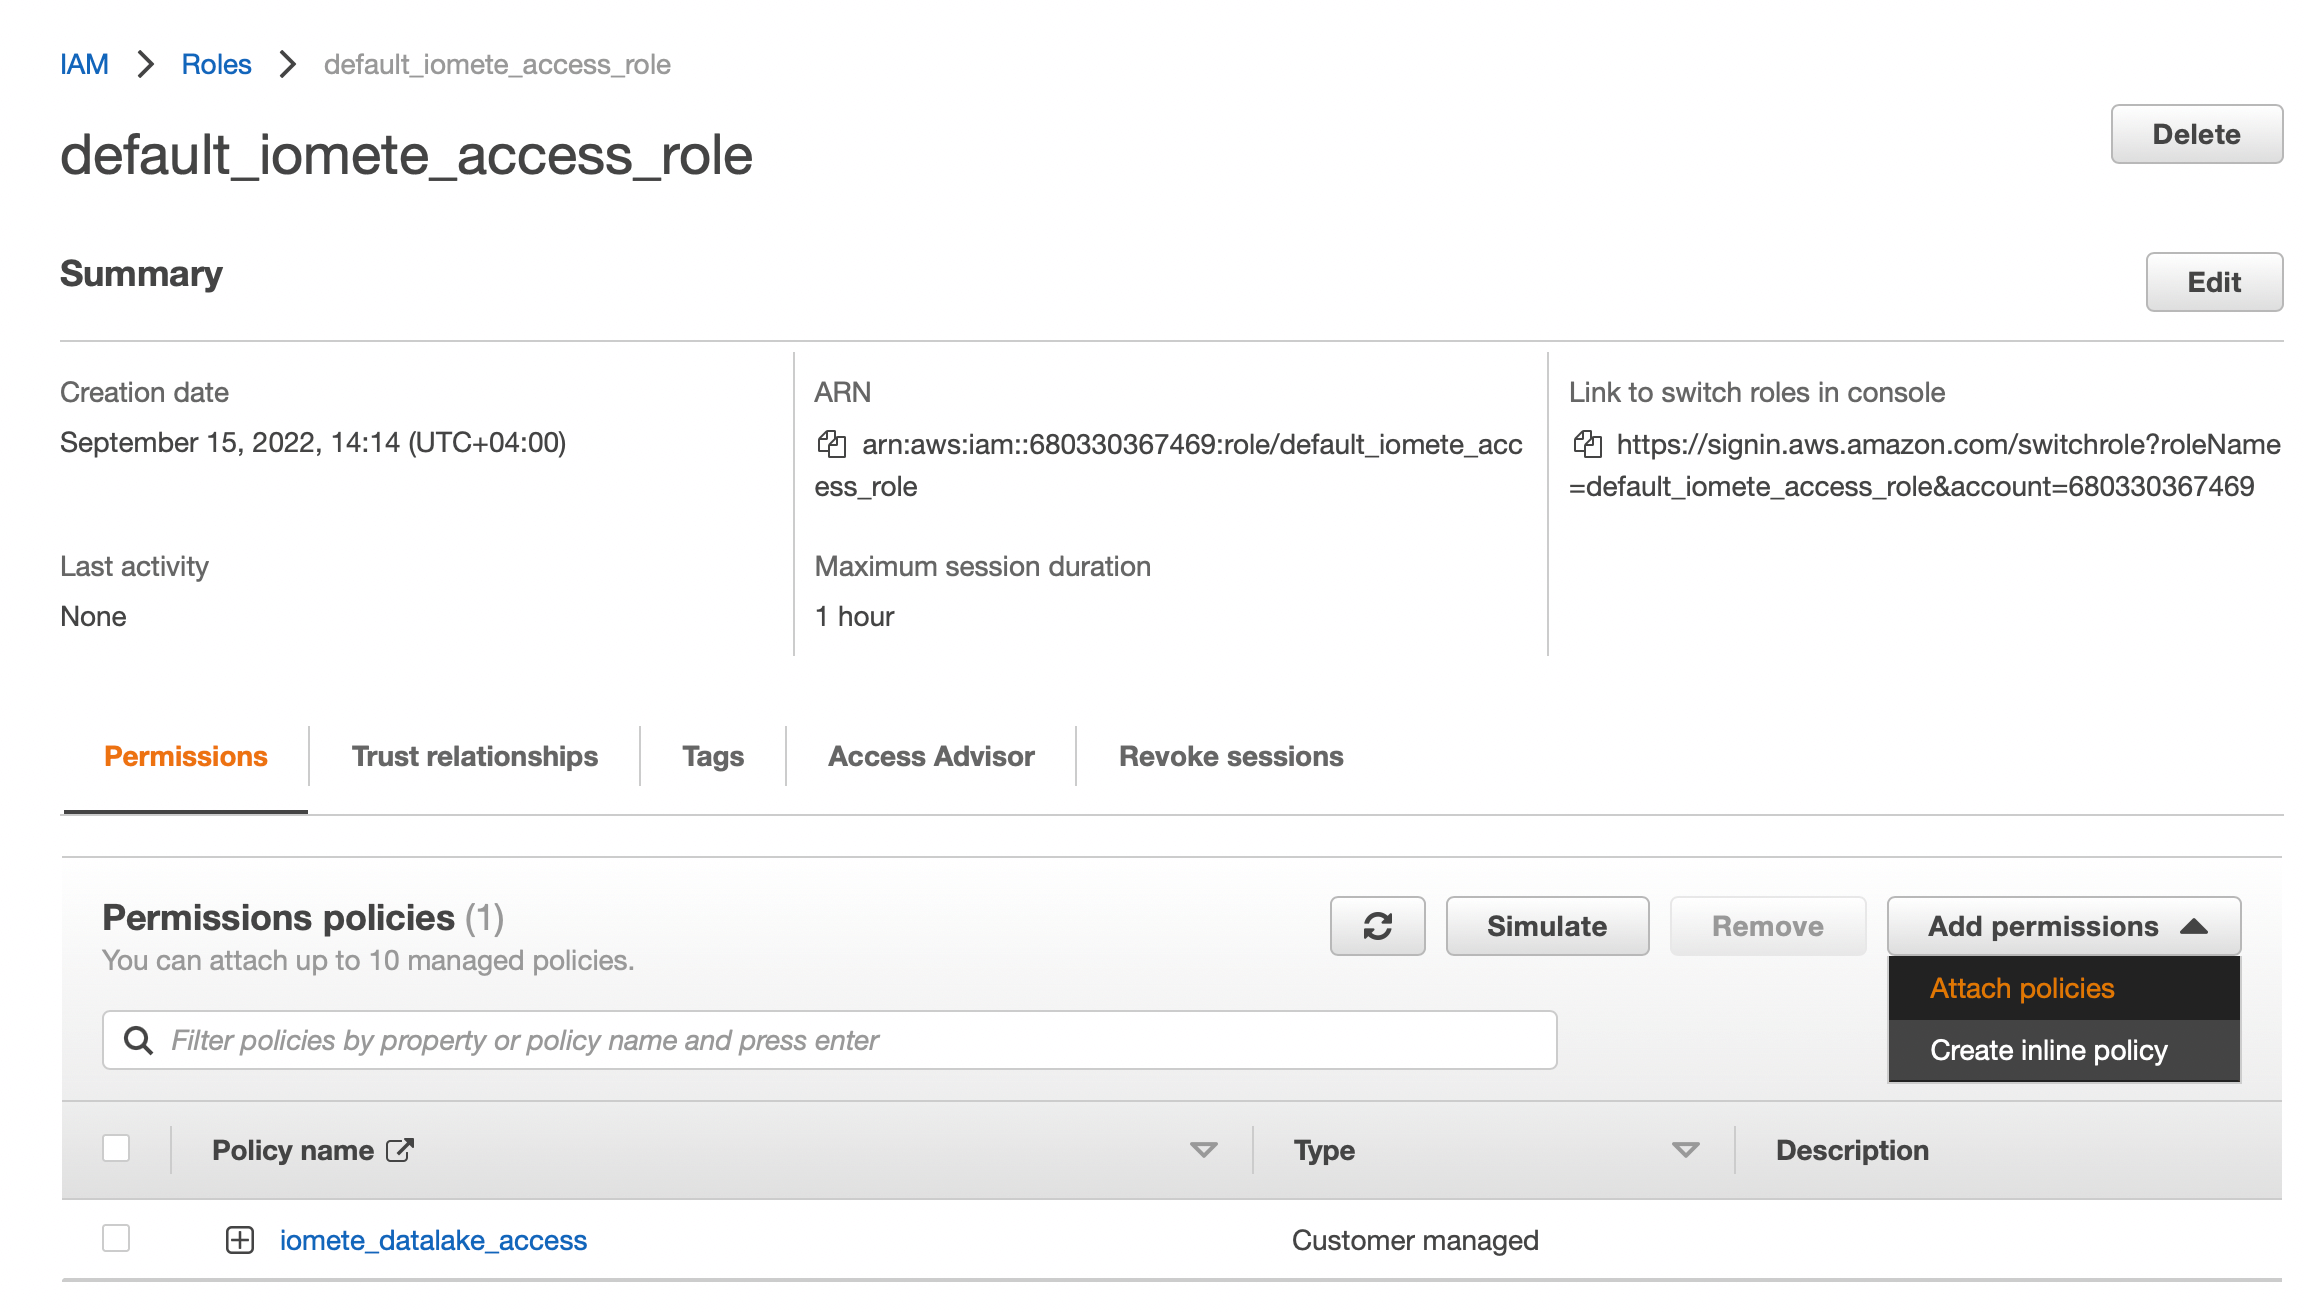 IAM > Roles > default_iomete_access_role
default_iomete_access_role
Delete
Summary
Edit
Creation date
September 15, 2022, 14:14 (UTC+04:00)
ARN
arn:aws:iam::680330367469:role/default_iomete_acc
ess_role
Link to switch roles in console
https://signin.aws.amazon.com/switchrole?roleName
=default_iomete_access_role&account=680330367469
Last activity
None
Maximum session duration
1 hour
Permissions
Trust relationships
Tags
Access Advisor
Revoke sessions
Permissions policies (1)
You can attach up to 10 managed policies.
Simulate
Remove
Add permissions
Attach policies
Create inline policy
Filter policies by property or policy name and press enter
Policy name
Type
Description
iomete_datalake_access
Customer managed